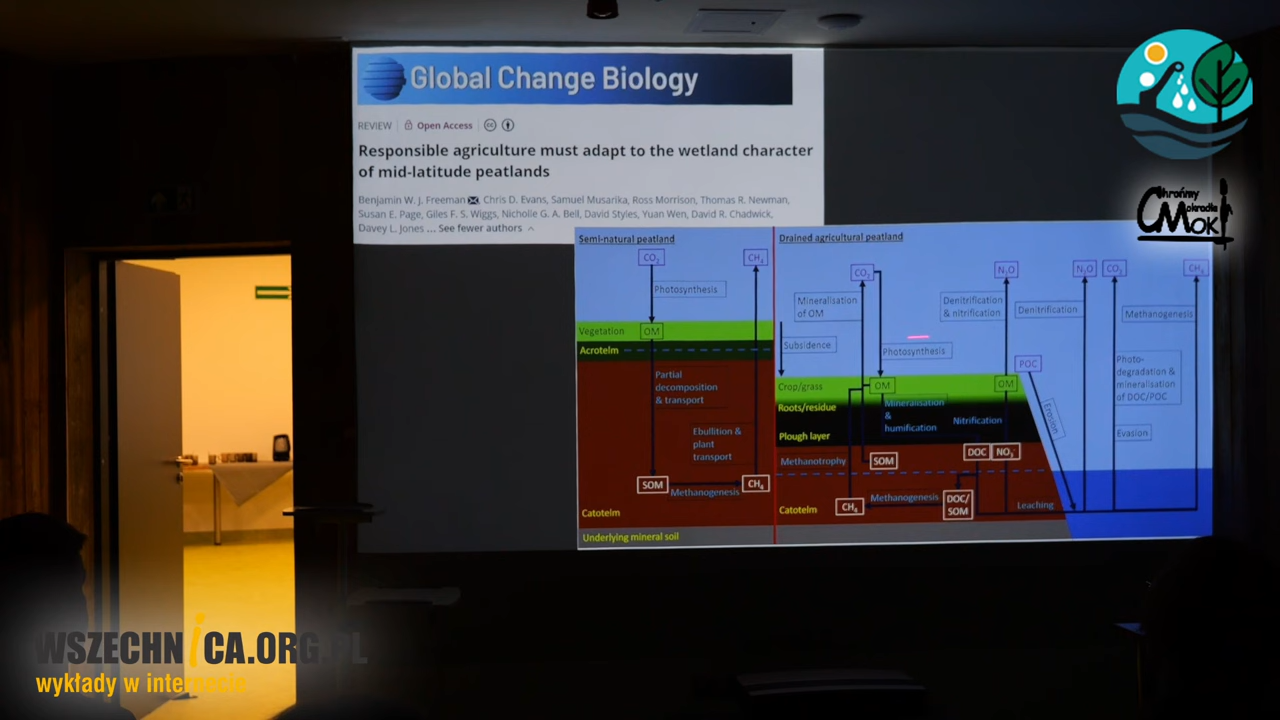 Global Change Biology
REVIEW Open Access
Responsible agriculture must adapt to the wetland character
of mid-latitude peatlands
Benjamin W. J. Freeman, Chris D. Evans, Samuel Musarika, Ross Morrison, Thomas R. Newman,
Susan E. Page, Giles F. S. Wiggs, Nicholle G. A. Bell, David Styles, Yuan Wen, David R. Chadwick,
Davey L. Jones ... See fewer authors
Semi-natural peatland
CO₂
CH₄
Photosynthesis
Vegetation
OM
Acrotelm
Partial
decomposition
& transport
Ebullition &
plant
transport
SOM
Methanogenesis
CH₄
Catotelm
Underlying mineral soil
Drained agricultural peatland
CO₂
N₂O
N₂O
CO₂
CH₄
Mineralisation
of OM
Denitrification
& nitrification
Denitrification
Methanogenesis
Subsidence
Photosynthesis
POC
Photo-
degradation &
mineralisation
of DOC/POC
Crop/grass
OM
OM
Roots/residue
Mineralisation
&
humification
Nitrification
Erosion
Evasion
Plough layer
Methanotrophy
SOM
DOC
NO₃⁻
Catotelm
CH₄
Methanogenesis
DOC/
SOM
Leaching
Chrońmy
Mokradła
CMOK
WSZECHNICA.ORG.PL
wykłady w internecie